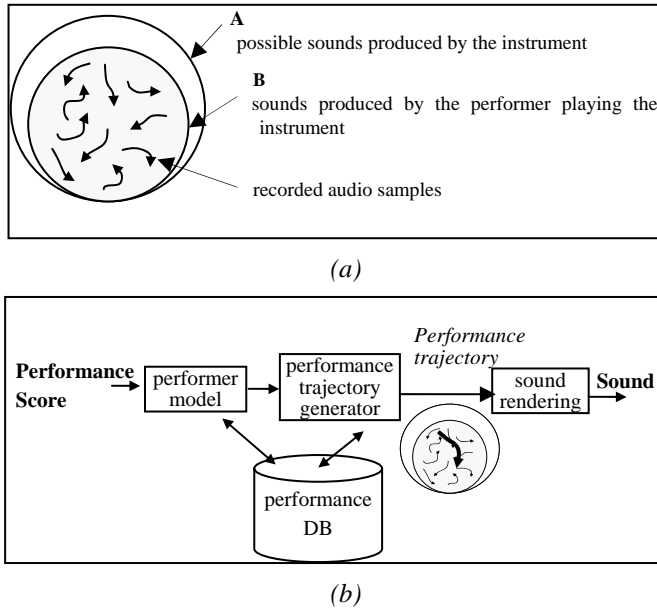 A
possible sounds produced by the instrument
B
sounds produced by the performer playing the
instrument
recorded audio samples
(a)
Performance
Score
performer
model
performance
trajectory
generator
Performance
trajectory
sound
rendering
Sound
performance
DB
(b)